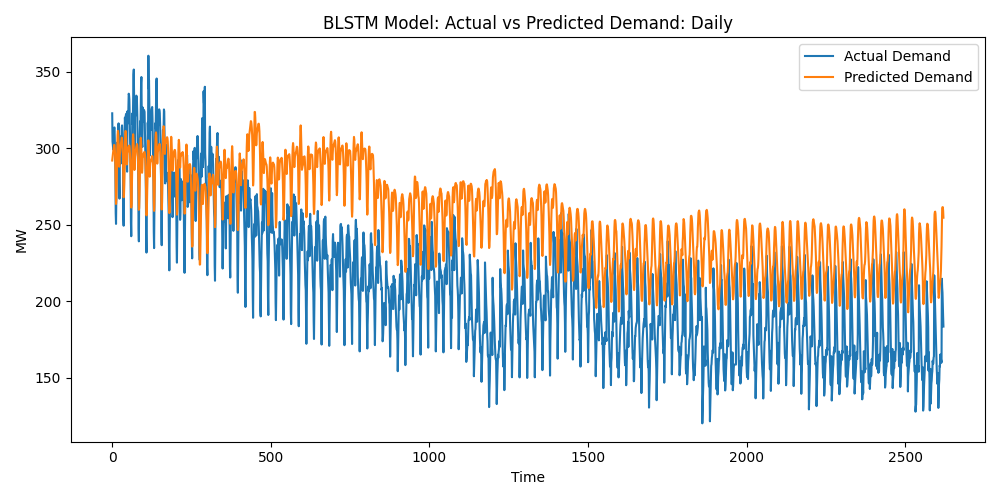 BLSTM Model: Actual vs Predicted Demand: Daily
Actual Demand
Predicted Demand
MW
350
300
250
200
150
0 500 1000 1500 2000 2500
Time